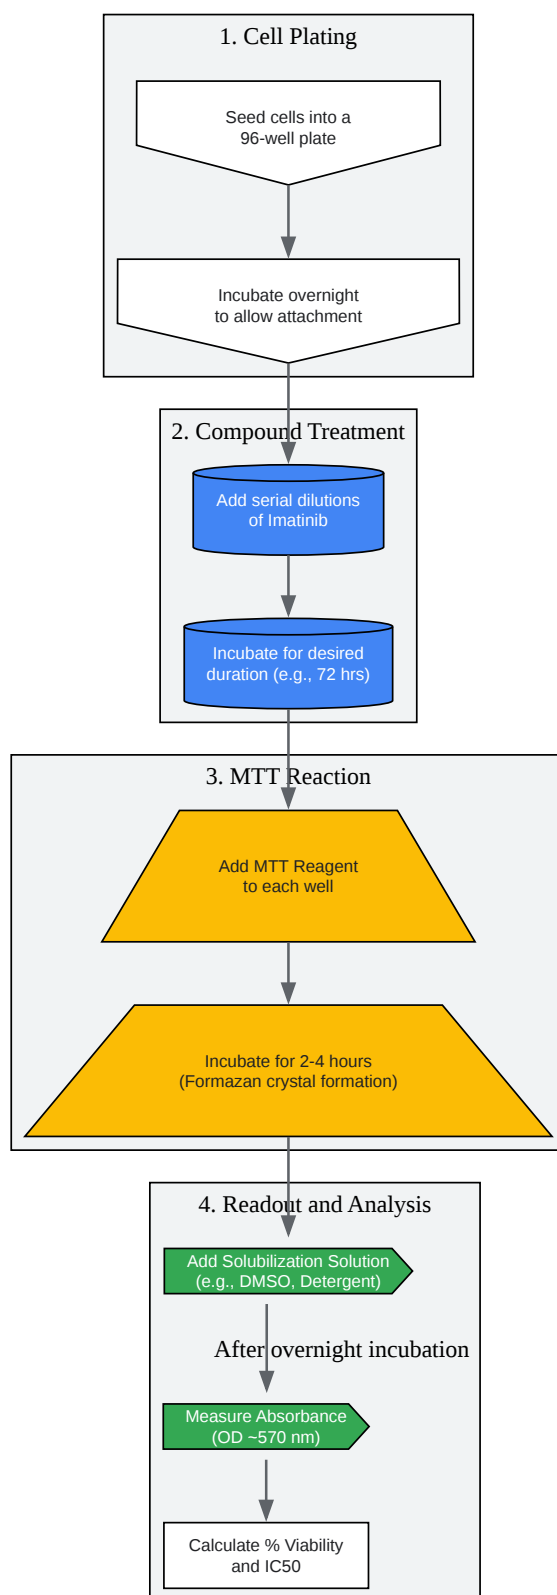 1. Cell Plating
Seed cells into a
96-well plate
Incubate overnight
to allow attachment
2. Compound Treatment
Add serial dilutions
of Imatinib
Incubate for desired
duration (e.g., 72 hrs)
3. MTT Reaction
Add MTT Reagent
to each well
Incubate for 2-4 hours
(Formazan crystal formation)
4. Readout and Analysis
Add Solubilization Solution
(e.g., DMSO, Detergent)
After overnight incubation
Measure Absorbance
(OD ~570 nm)
Calculate % Viability
and IC50